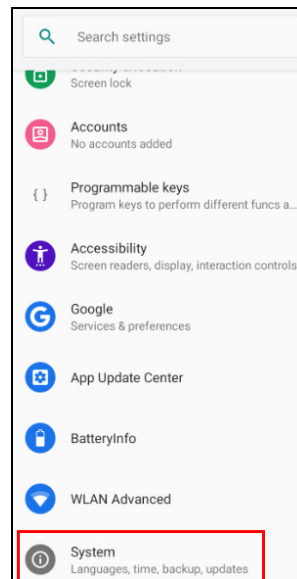 Search settings
Screen lock
Accounts
No accounts added
{ } Programmable keys
Program keys to perform different funcs a...
Accessibility
Screen readers, display, interaction controls
Google
Services & preferences
App Update Center
BatteryInfo
WLAN Advanced
System
Languages, time, backup, updates